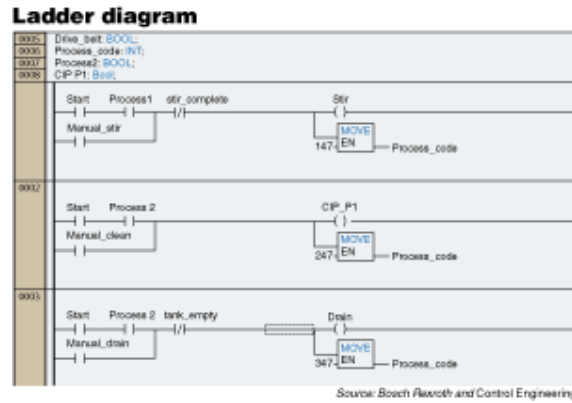 Ladder diagram
0005 Drive_belt: BOOL;
0006 Process_code: INT;
0007 Process2: BOOL;
0008 CIP P1: Bool;
Start Process1 stir_complete Stir
Manual_stir
MOVE
147 EN Process_code
0002
Start Process 2 CIP_P1
Manual_clean
MOVE
247 EN Process_code
0003
Start Process 2 tank_empty Drain
Manual_drain
MOVE
347 EN Process_code
Source: Bosch Rexroth and Control Engineering